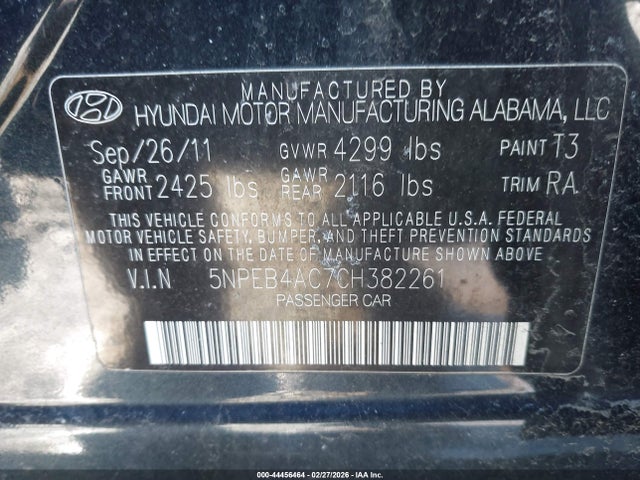 MANUFACTURED BY
HYUNDAI MOTOR MANUFACTURING ALABAMA, LLC
Sep/26/11 GVWR 4299 lbs PAINT T3
GAWR FRONT 2425 lbs GAWR REAR 2116 lbs TRIM RA
THIS VEHICLE CONFORMS TO ALL APPLICABLE U.S.A. FEDERAL
MOTOR VEHICLE SAFETY, BUMPER, AND THEFT PREVENTION STANDARDS
IN EFFECT ON THE DATE OF MANUFACTURE SHOWN ABOVE
V.I.N 5NPEB4AC7CH382261
PASSENGER CAR
000-44456464 - 02/27/2026 - IAA Inc.